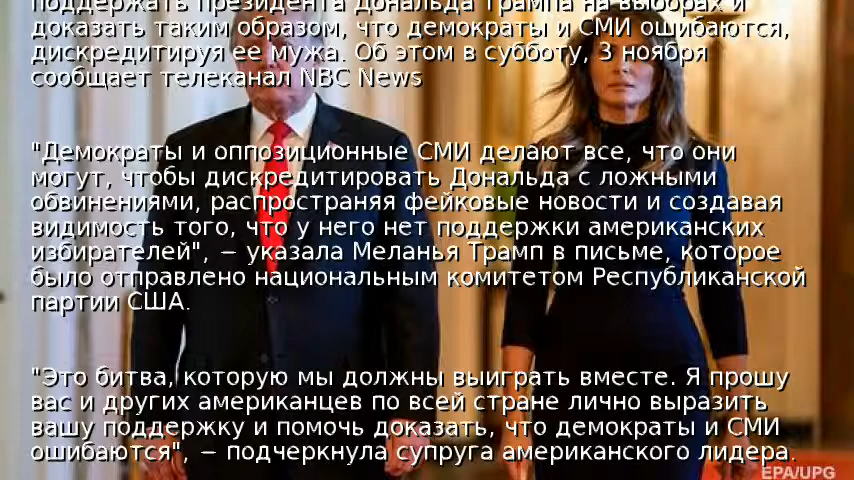 поддержать президента Дональда Трампа на выборах и
доказать таким образом, что демократы и СМИ ошибаются,
дискредитируя ее мужа. Об этом в субботу, 3 ноября
сообщает телеканал NBC News
"Демократы и оппозиционные СМИ делают все, что они
могут, чтобы дискредитировать Дональда с ложными
обвинениями, распространяя фейковые новости и создавая
видимость того, что у него нет поддержки американских
избирателей", – указала Меланья Трамп в письме, которое
было отправлено национальным комитетом Республиканской
партии США.
"Это битва, которую мы должны выиграть вместе. Я прошу
вас и других американцев по всей стране лично выразить
вашу поддержку и помочь доказать, что демократы и СМИ
ошибаются", – подчеркнула супруга американского лидера.
EPA/UPG